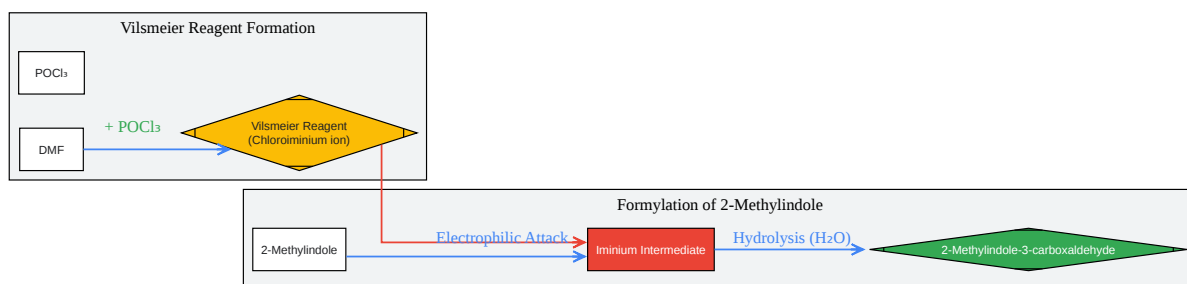 Vilsmeier Reagent Formation
POCl₃
+ POCl₃
DMF
Vilsmeier Reagent
(Chloroiminium ion)
Formylation of 2-Methylindole
2-Methylindole
Electrophilic Attack
Iminium Intermediate
Hydrolysis (H₂O)
2-Methylindole-3-carboxaldehyde